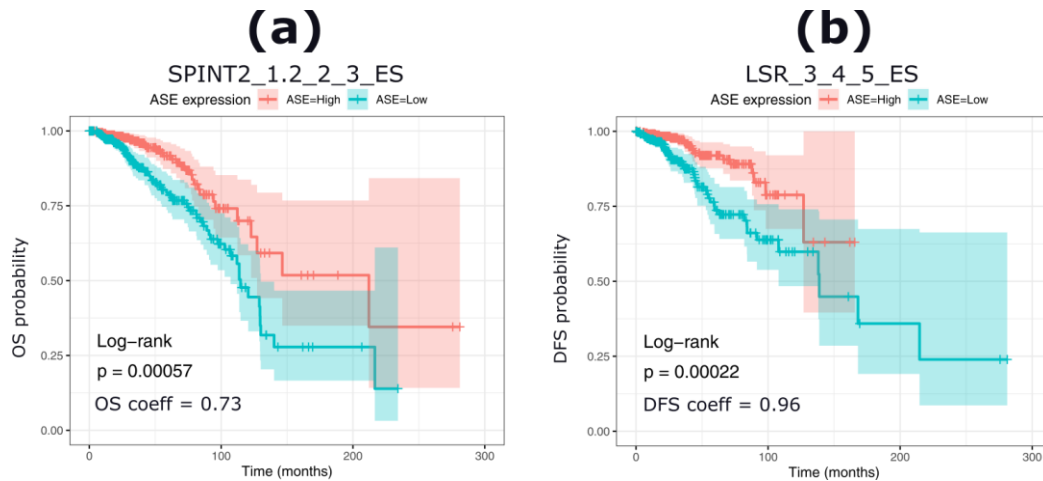 (a)
SPINT2_1.2_2_3_ES
ASE expression ASE=High ASE=Low
1.00
0.75
0.50
0.25
0.00
OS probability
Log-rank
p = 0.00057
OS coeff = 0.73
0 100 200 300
Time (months)
(b)
LSR_3_4_5_ES
ASE expression ASE=High ASE=Low
1.00
0.75
0.50
0.25
0.00
DFS probability
Log-rank
p = 0.00022
DFS coeff = 0.96
0 100 200 300
Time (months)